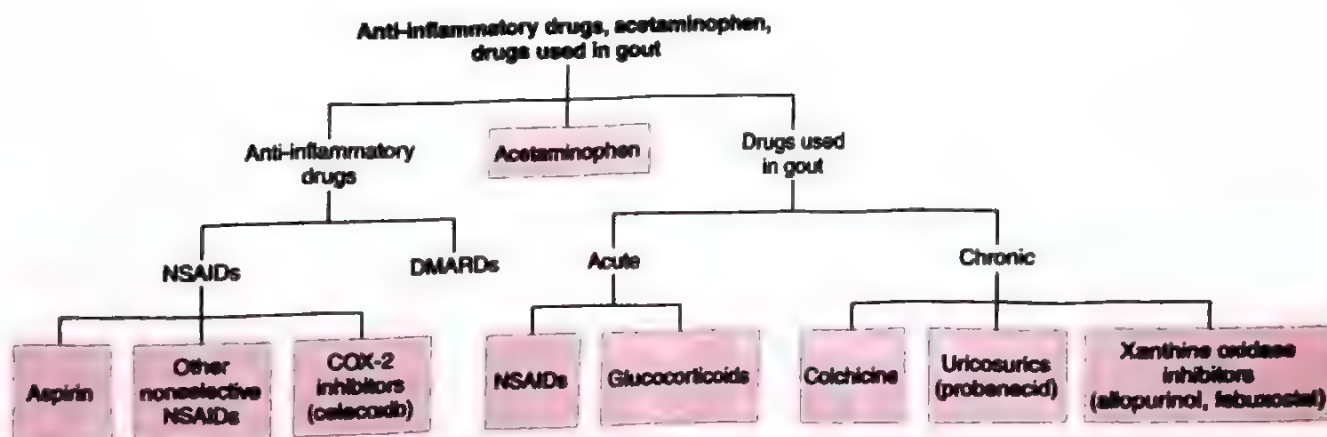 Anti-inflammatory drugs, acetaminophen,
drugs used in gout
Anti-inflammatory
drugs
Acetaminophen
Drugs used
in gout
NSAIDs
DMARDs
Acute
Chronic
Aspirin
Other
nonselective
NSAIDs
COX-2
inhibitors
(celecoxib)
NSAIDs
Glucocorticoids
Colchicine
Uricosurics
(probenecid)
Xanthine oxidase
inhibitors
(allopurinol, febuxostat)